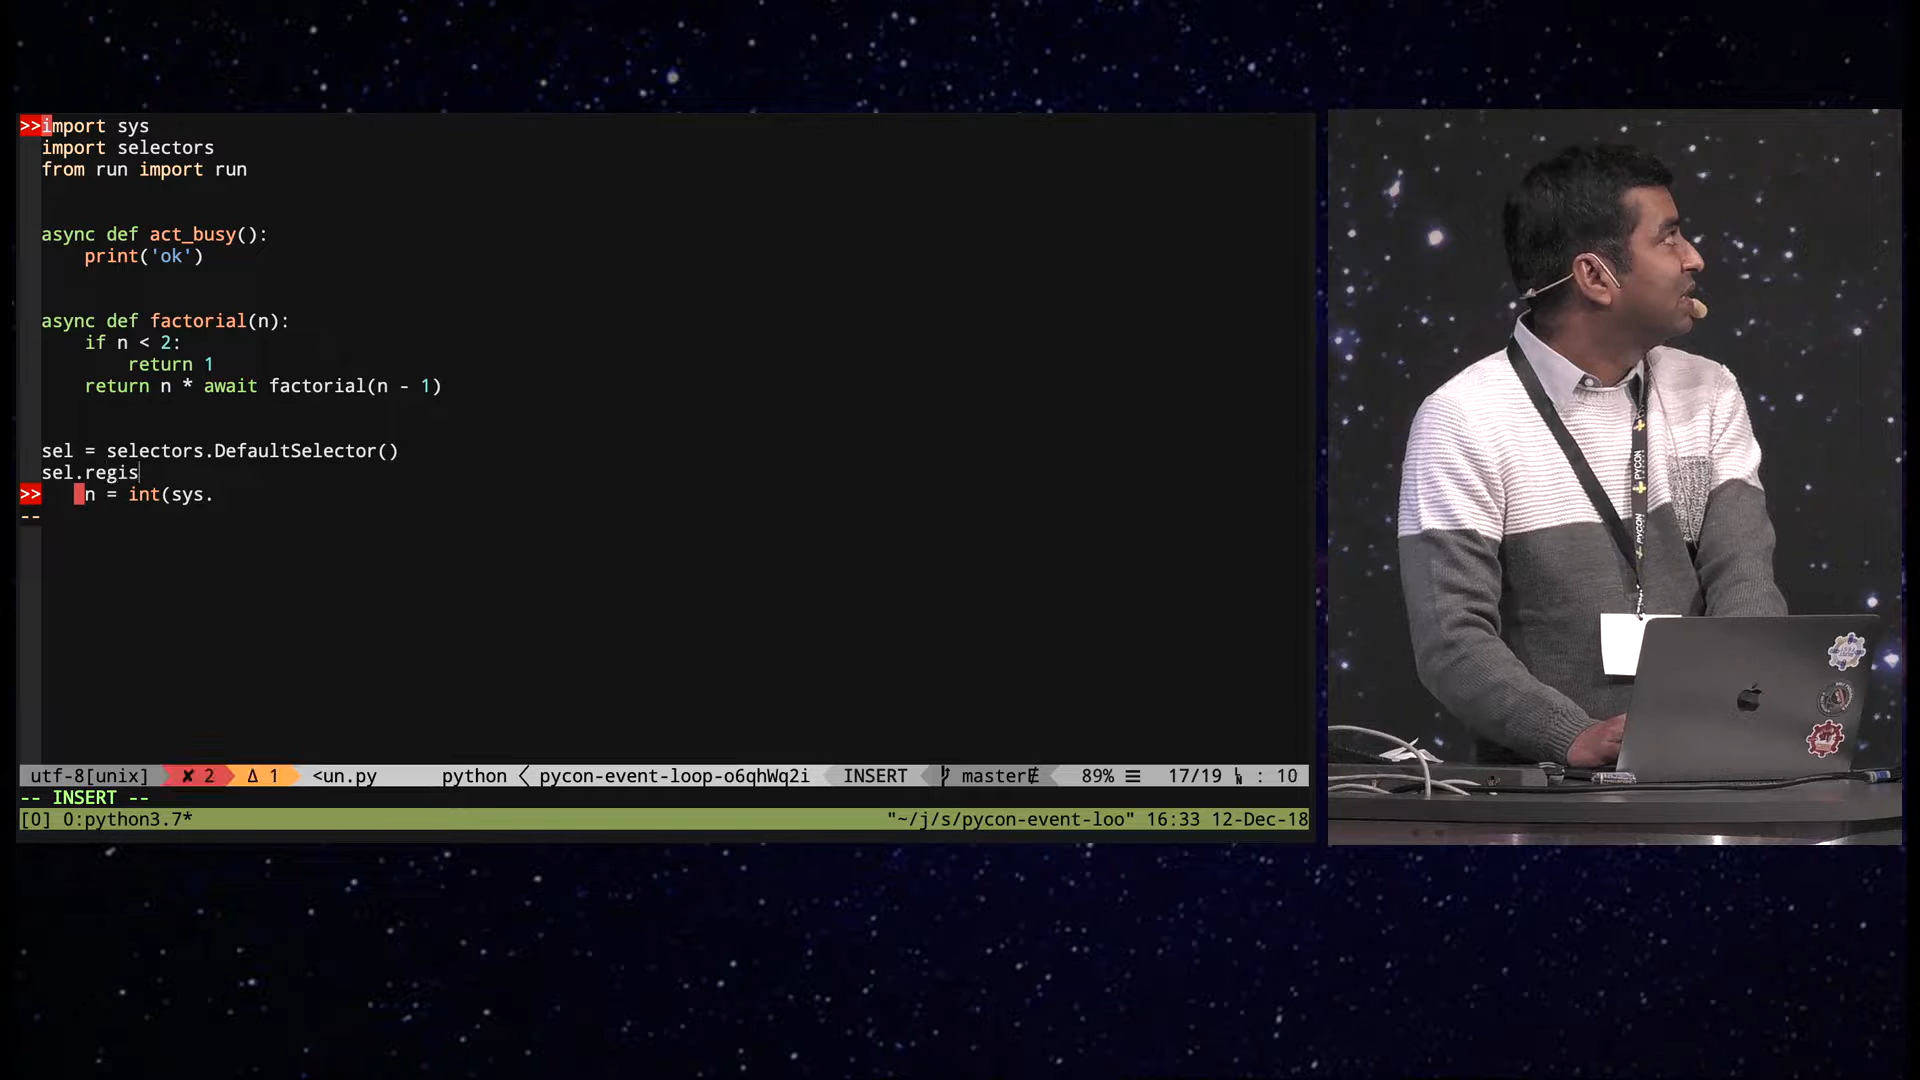 >>import sys
import selectors
from run import run
async def act_busy():
    print('ok')
async def factorial(n):
    if n < 2:
        return 1
    return n * await factorial(n - 1)
sel = selectors.DefaultSelector()
sel.regis
>>  n = int(sys.
--
utf-8[unix] ✘ 2 Δ 1 <un.py python pycon-event-loop-o6qhWq2i INSERT master 89% ☰ 17/19 : 10
-- INSERT --
[0] 0:python3.7* "~/j/s/pycon-event-loo" 16:33 12-Dec-18
PYCON
PYCON
PYCON